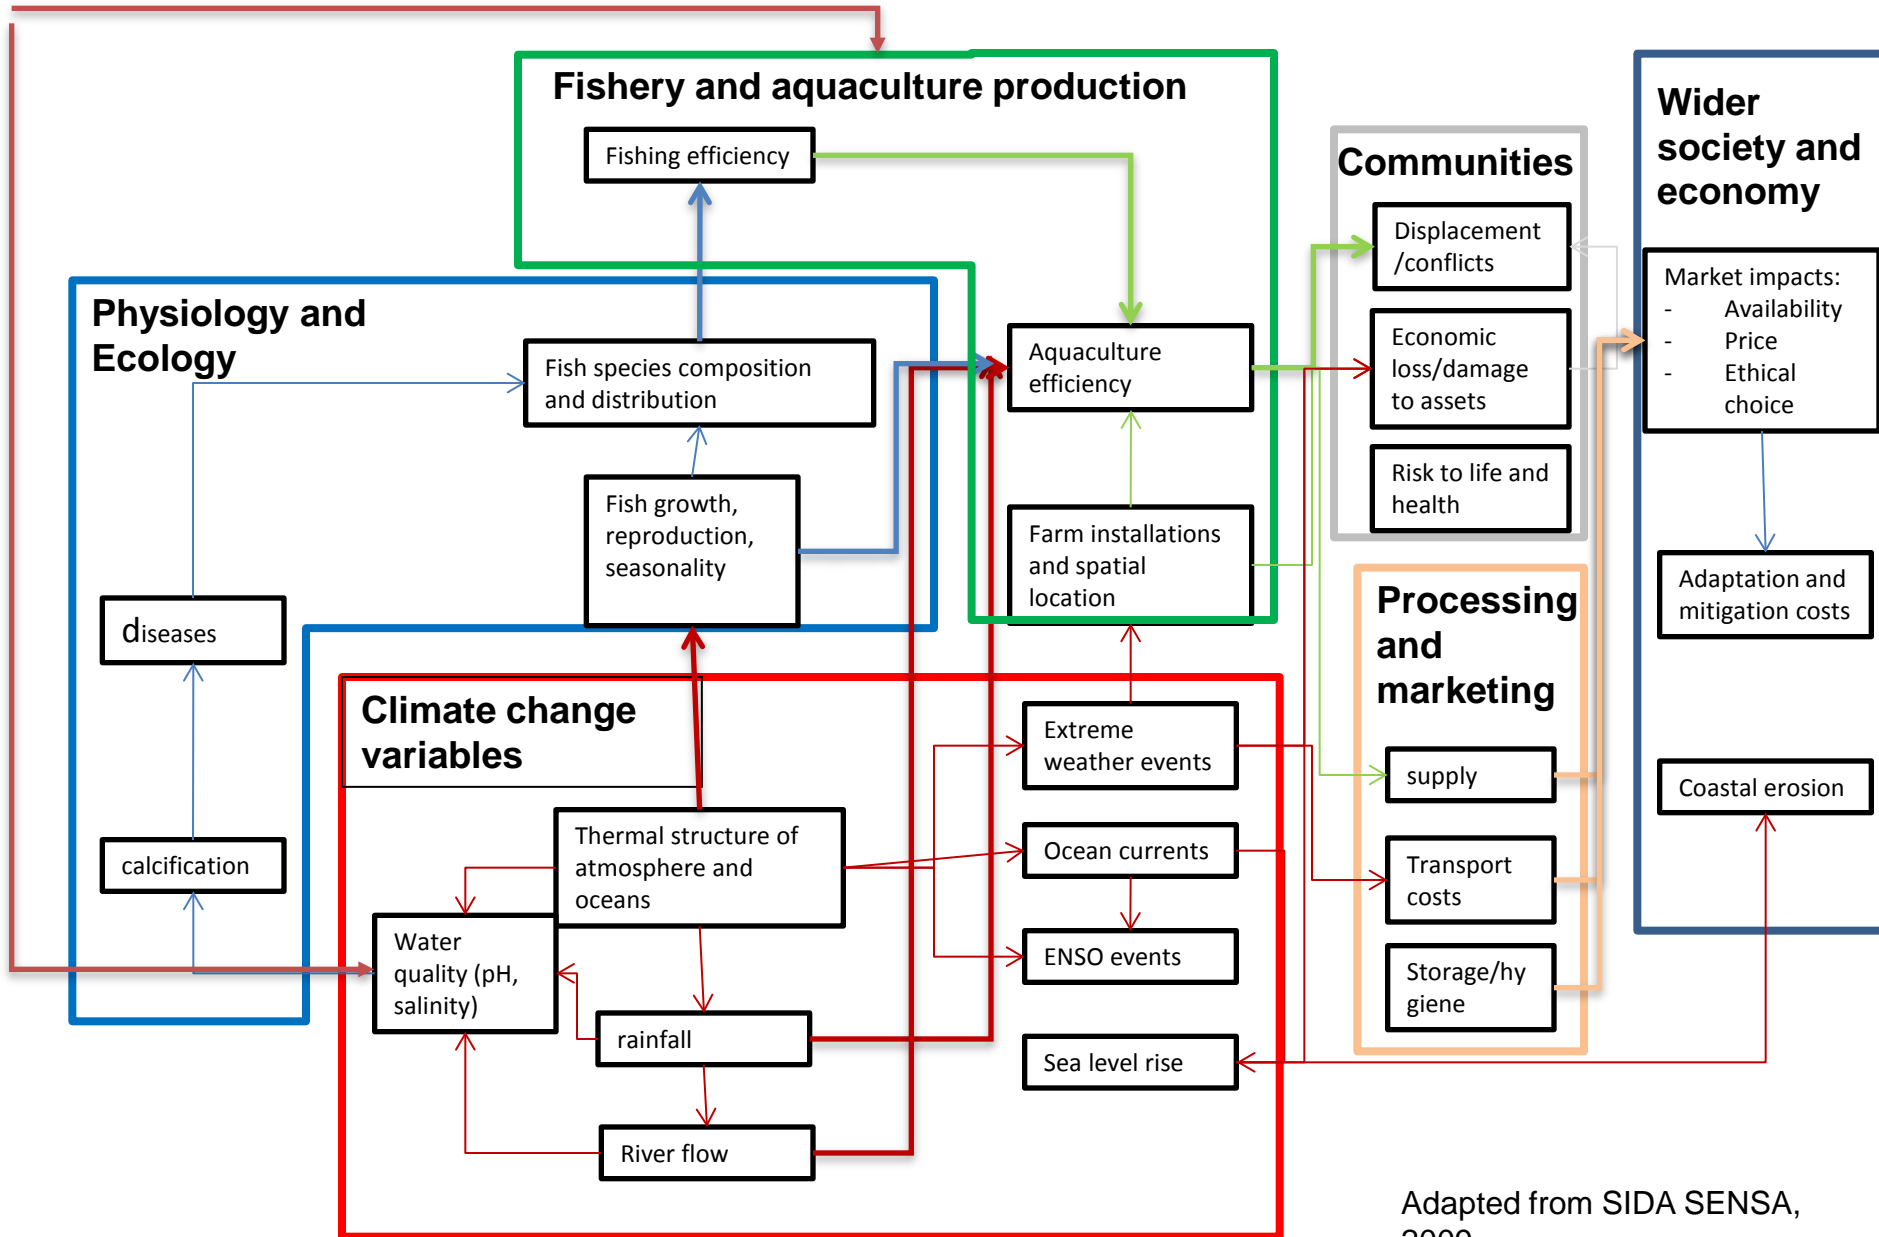 Fishery and aquaculture production
Fishing efficiency
Physiology and
Ecology
Fish species composition
and distribution
Fish growth,
reproduction,
seasonality
diseases
calcification
Aquaculture
efficiency
Farm installations
and spatial
location
Climate change
variables
Thermal structure of
atmosphere and
oceans
Water
quality (pH,
salinity)
rainfall
River flow
Extreme
weather events
Ocean currents
ENSO events
Sea level rise
Communities
Displacement
/conflicts
Economic
loss/damage
to assets
Risk to life and
health
Processing
and
marketing
supply
Transport
costs
Storage/hy
giene
Wider
society and
economy
Market impacts:
- Availability
- Price
- Ethical
choice
Adaptation and
mitigation costs
Coastal erosion
Adapted from SIDA SENSA,
2009